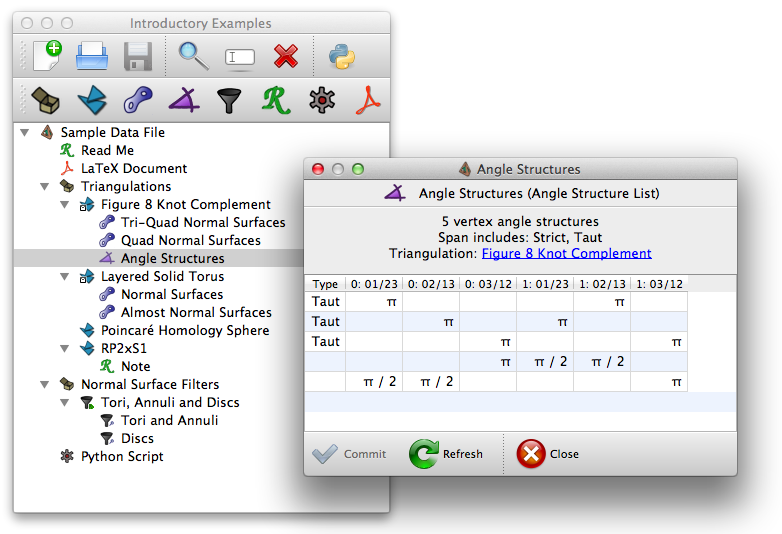 Introductory Examples
Sample Data File
Read Me
LaTeX Document
Triangulations
Figure 8 Knot Complement
Tri-Quad Normal Surfaces
Quad Normal Surfaces
Angle Structures
Layered Solid Torus
Normal Surfaces
Almost Normal Surfaces
Poincaré Homology Sphere
RP2xS1
Note
Normal Surface Filters
Tori, Annuli and Discs
Tori and Annuli
Discs
Python Script
Angle Structures
Angle Structures (Angle Structure List)
5 vertex angle structures
Span includes: Strict, Taut
Triangulation: Figure 8 Knot Complement
Type 0: 01/23 0: 02/13 0: 03/12 1: 01/23 1: 02/13 1: 03/12
Taut π π
Taut π π
Taut π π
π π / 2 π / 2
π / 2 π / 2 π
Commit Refresh Close